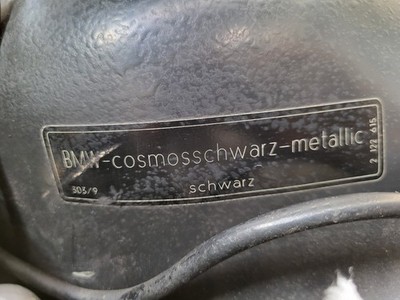 BMW-cosmosschwarz-metallic
schwarz
303/9
2 122 615